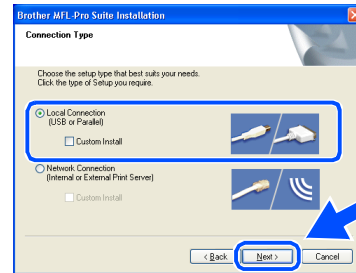 Brother MFL-Pro Suite Installation
Connection Type
Choose the setup type that best suits your needs.
Click the type of Setup you require.
Local Connection
(USB or Parallel)
Custom Install
Network Connection
(Internal or External Print Server)
Custom Install
< Back
Next >
Cancel